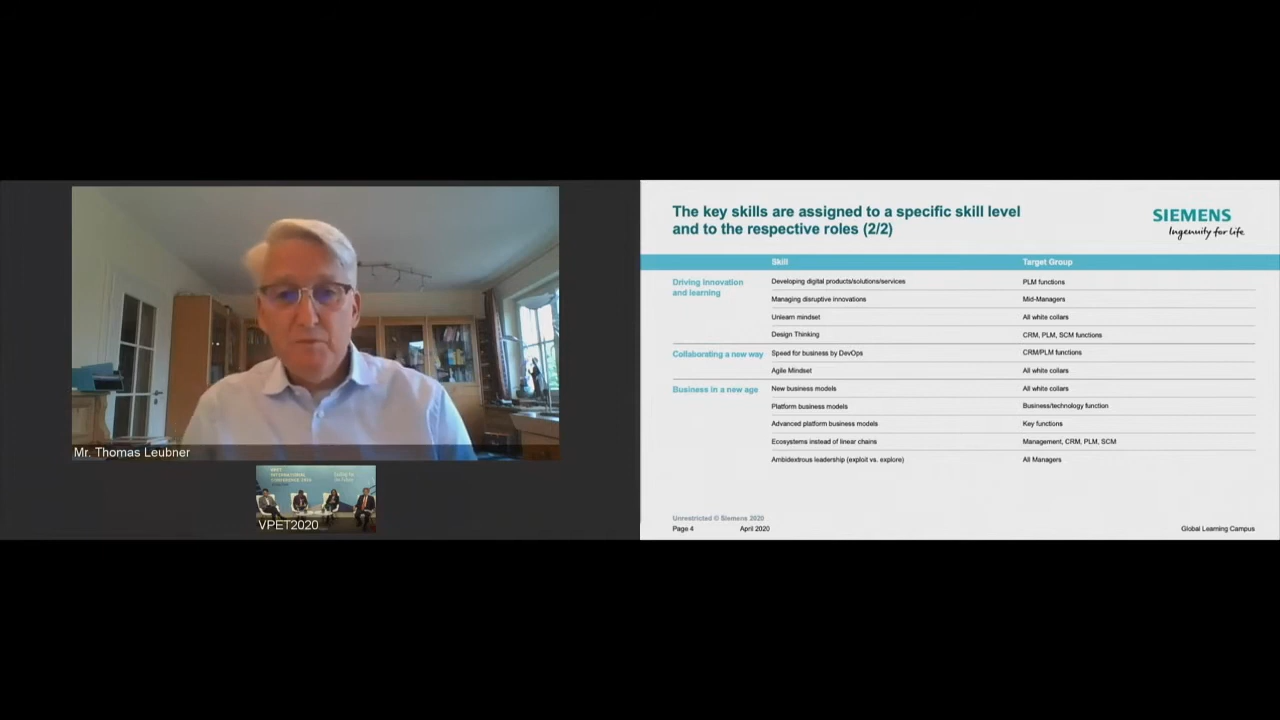 Mr. Thomas Leubner
VPET
INTERNATIONAL
CONFERENCE 2020
VPET2020
The key skills are assigned to a specific skill level
and to the respective roles (2/2)
SIEMENS
Ingenuity for life
Skill Target Group
Driving innovation
and learning
Developing digital products/solutions/services PLM functions
Managing disruptive innovations Mid-Managers
Unlearn mindset All white collars
Design Thinking CRM, PLM, SCM functions
Collaborating a new way Speed for business by DevOps CRM/PLM functions
Agile Mindset All white collars
Business in a new age New business models All white collars
Platform business models Business/technology function
Advanced platform business models Key functions
Ecosystems instead of linear chains Management, CRM, PLM, SCM
Ambidextrous leadership (exploit vs. explore) All Managers
Unrestricted © Siemens 2020
Page 4 April 2020 Global Learning Campus